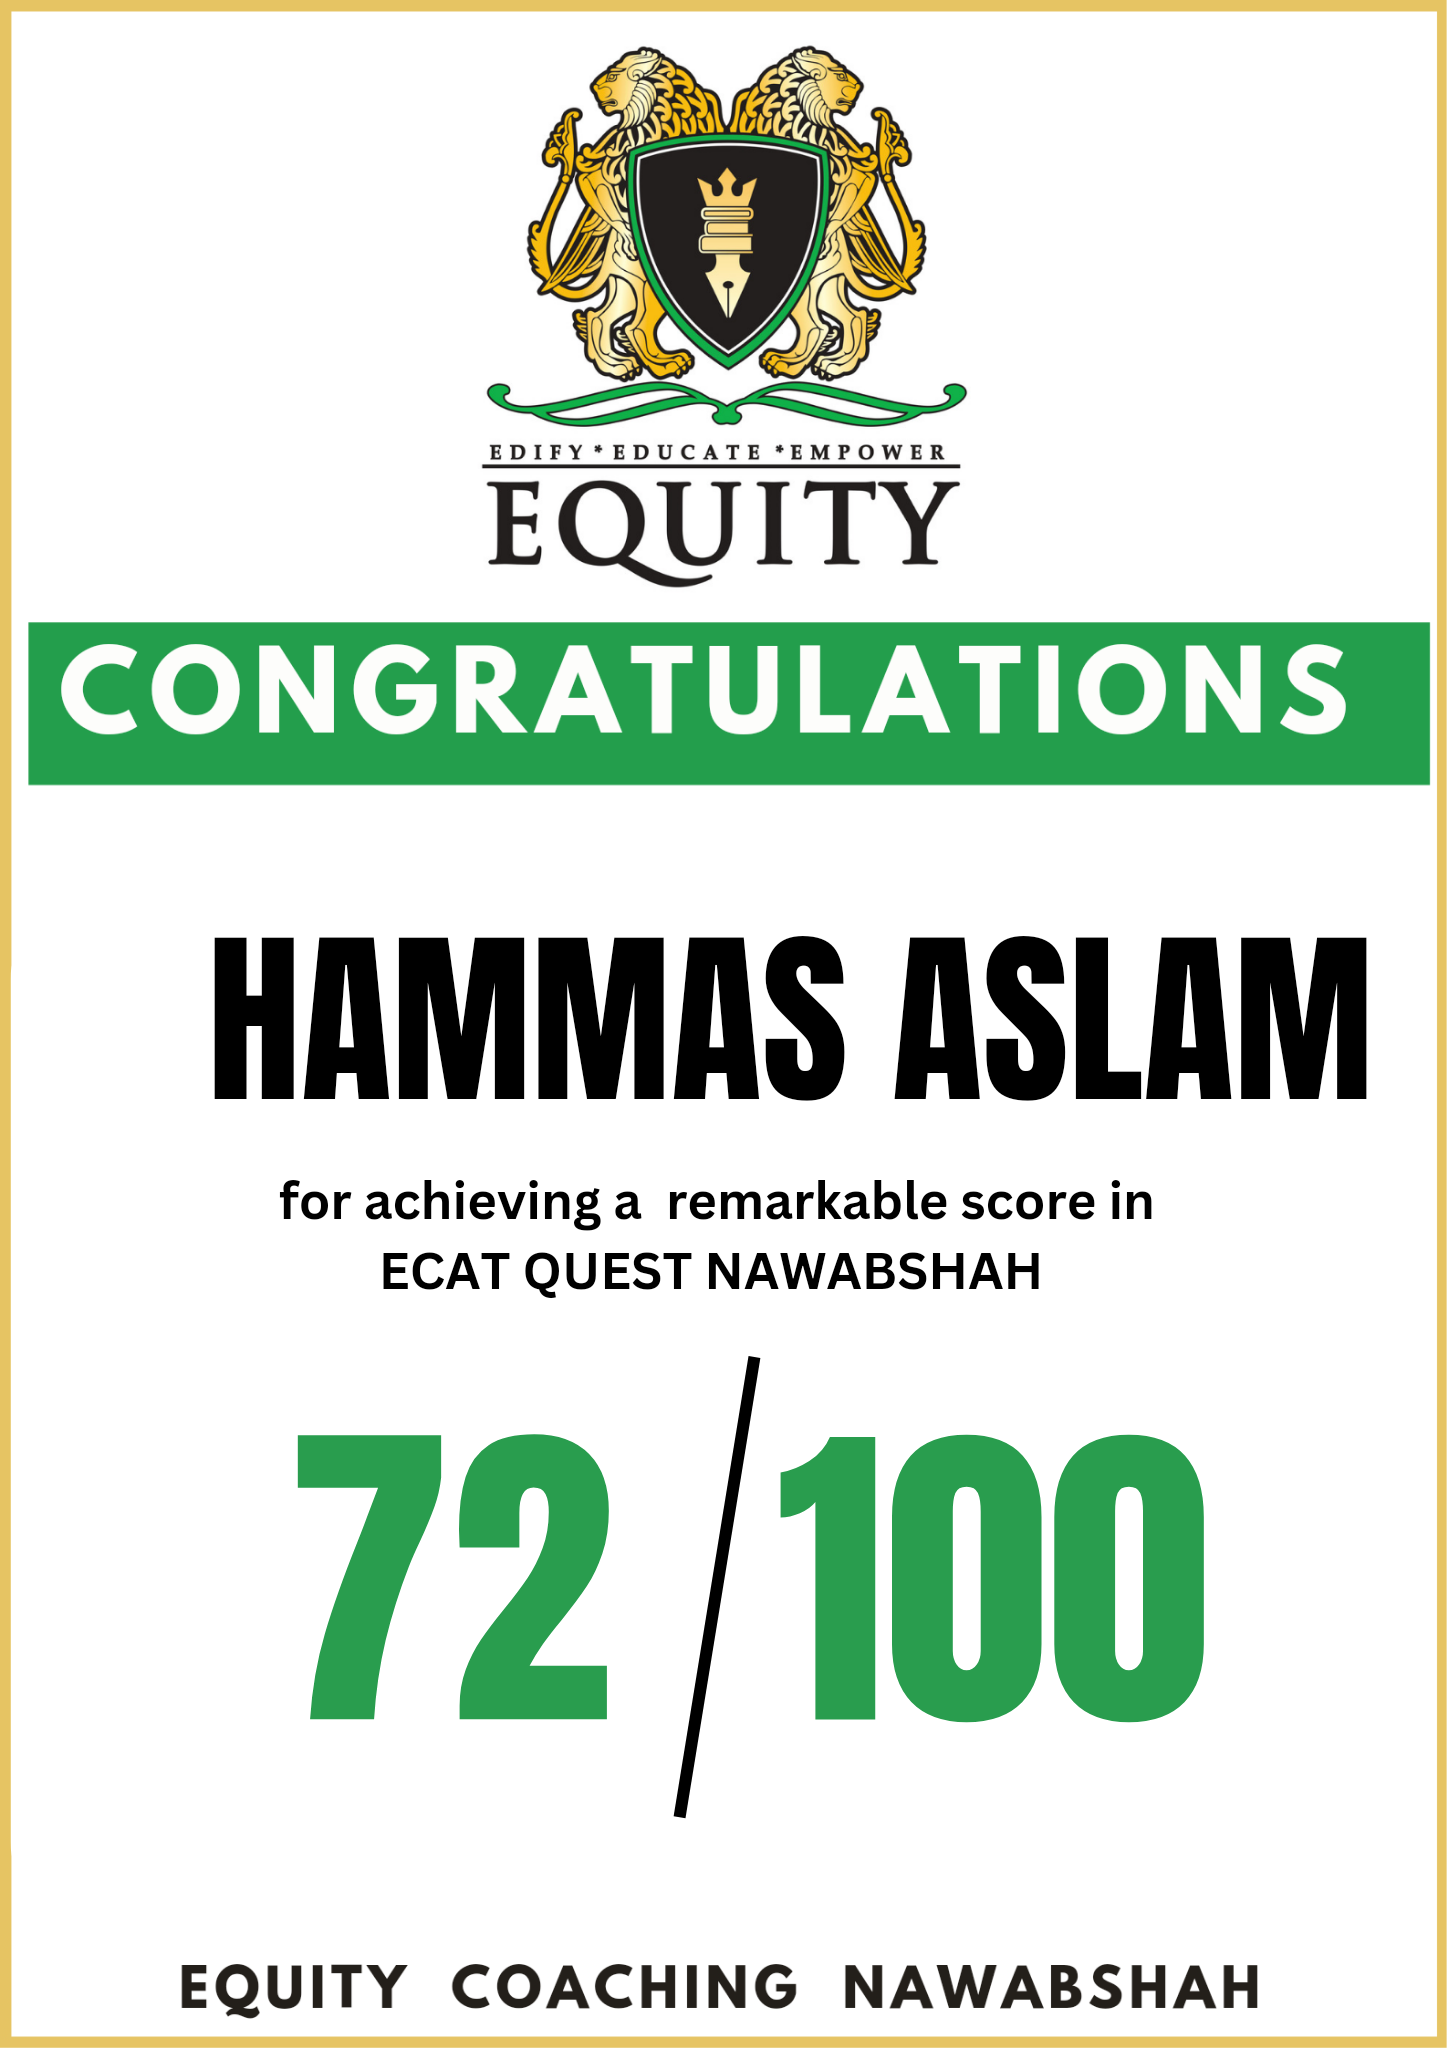 EDIFY * EDUCATE * EMPOWER
EQUITY
CONGRATULATIONS
HAMMAS ASLAM
for achieving a remarkable score in
ECAT QUEST NAWABSHAH
72/100
EQUITY COACHING NAWABSHAH